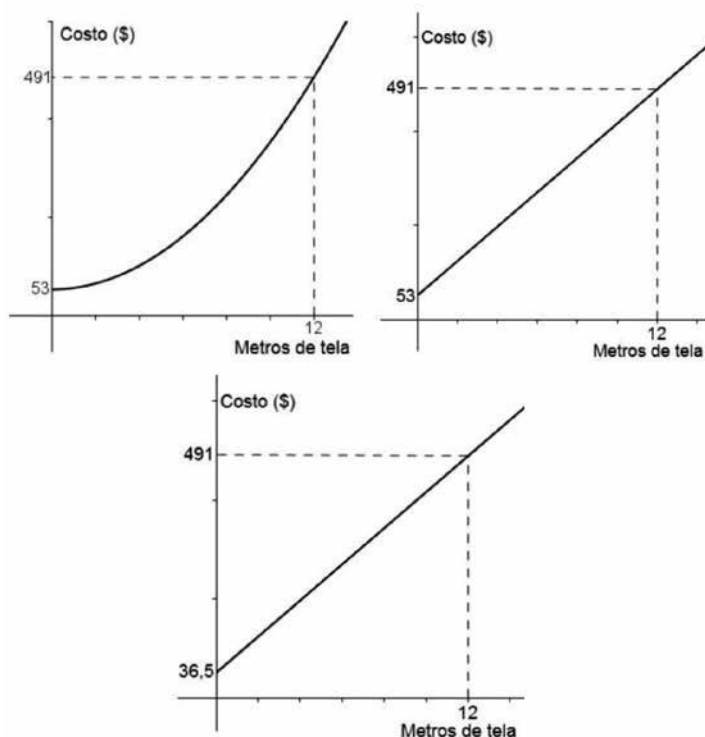 Costo ($)
491
53
12
Metros de tela
Costo ($)
491
53
12
Metros de tela
Costo ($)
491
36,5
12
Metros de tela